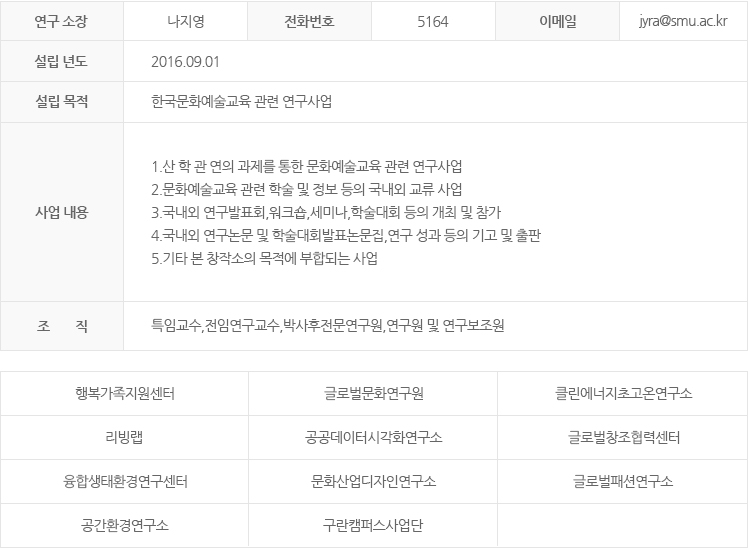 연구 소장 나지영 전화번호 5164 이메일 jyra@smu.ac.kr
설립 년도 2016.09.01
설립 목적 한국문화예술교육 관련 연구사업
사업 내용
1.산 학 관 연의 과제를 통한 문화예술교육 관련 연구사업
2.문화예술교육 관련 학술 및 정보 등의 국내외 교류 사업
3.국내외 연구발표회,워크숍,세미나,학술대회 등의 개최 및 참가
4.국내외 연구논문 및 학술대회발표논문집,연구 성과 등의 기고 및 출판
5.기타 본 창작소의 목적에 부합되는 사업
조 직 특임교수,전임연구교수,박사후전문연구원,연구원 및 연구보조원
행복가족지원센터 글로벌문화연구원 클린에너지초고온연구소
리빙랩 공공데이터시각화연구소 글로벌창조협력센터
융합생태환경연구센터 문화산업디자인연구소 글로벌패션연구소
공간환경연구소 구란캠퍼스사업단